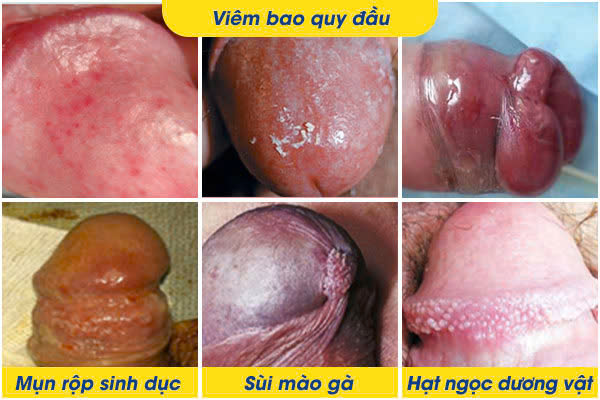 Viêm bao quy đầu
Mụn rộp sinh dục
Sùi mào gà
Hạt ngọc dương vật